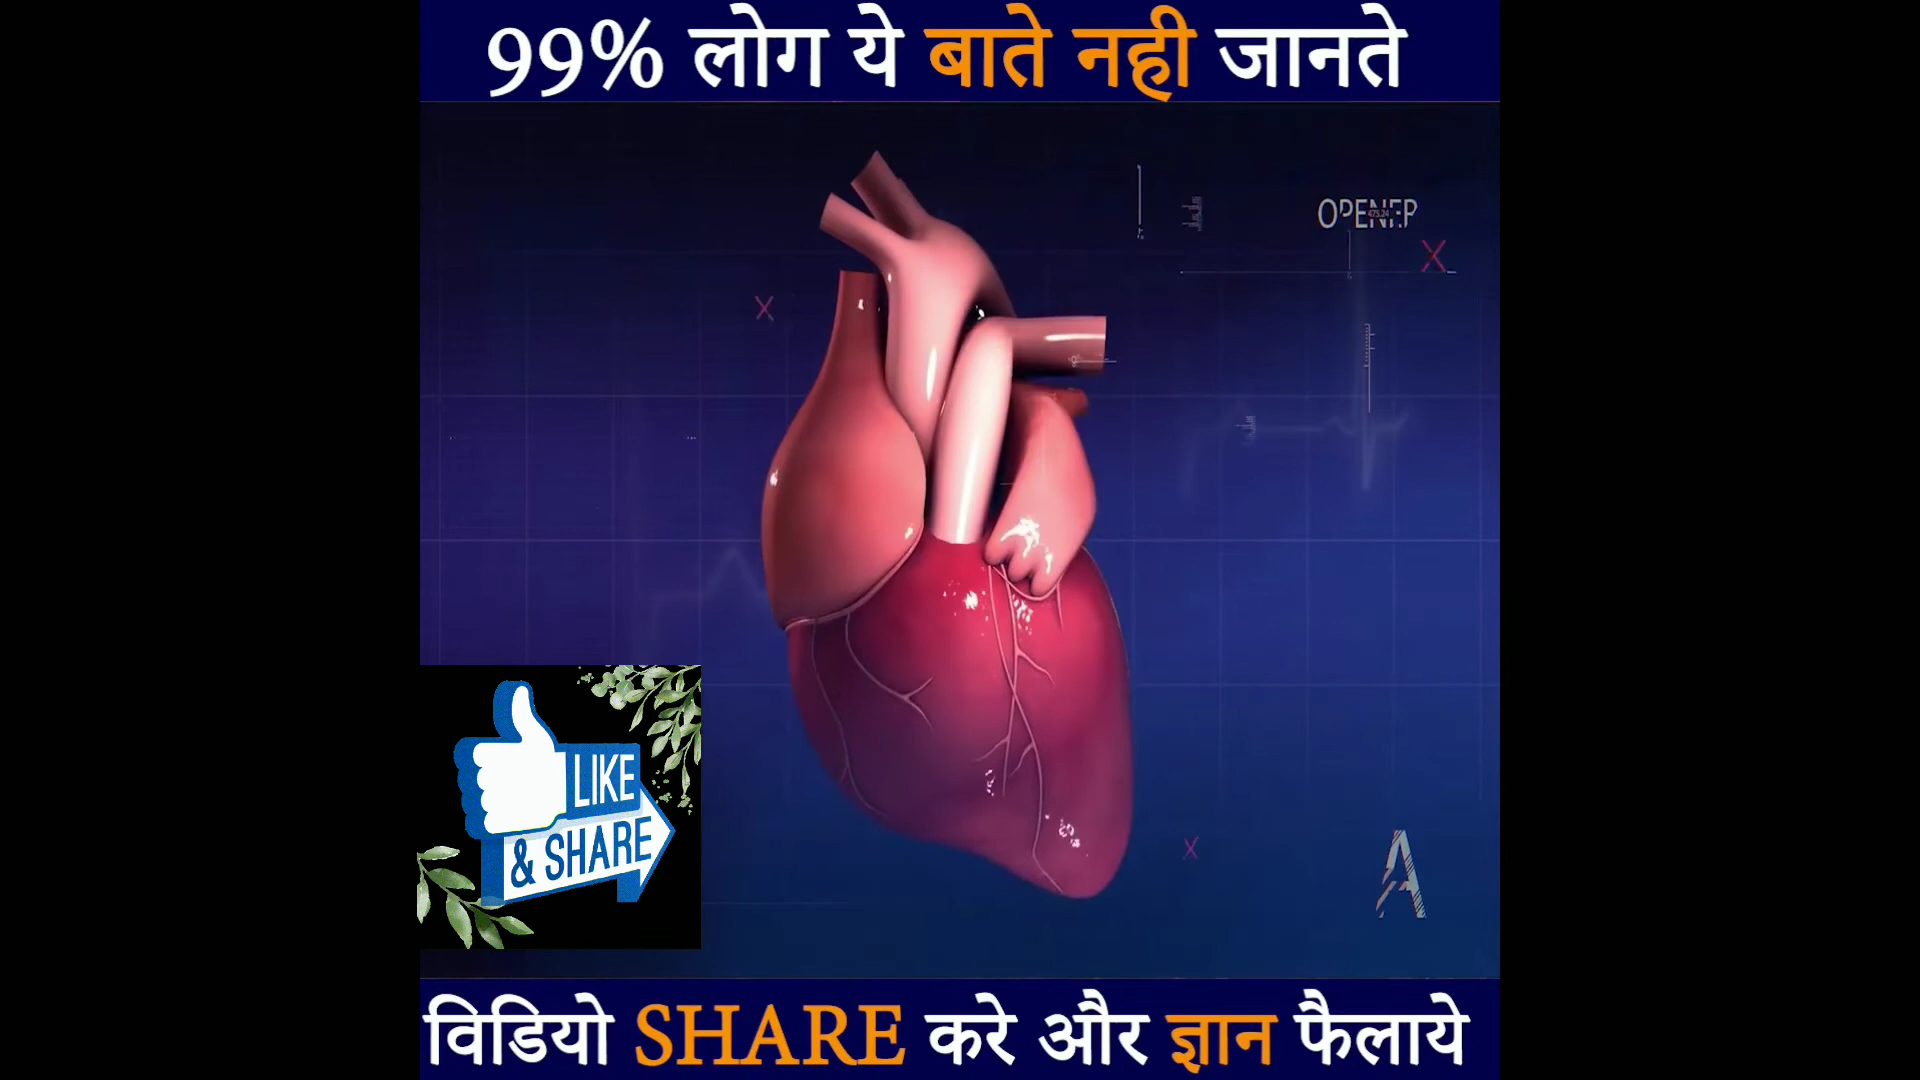 99% लोग ये बाते नही जानते
LIKE
& SHARE
A
विडियो SHARE करे और ज्ञान फैलाये